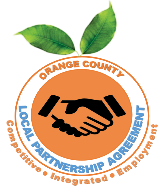 ORANGE COUNTY
LOCAL PARTNERSHIP AGREEMENT
Competitive • Integrated • Employment